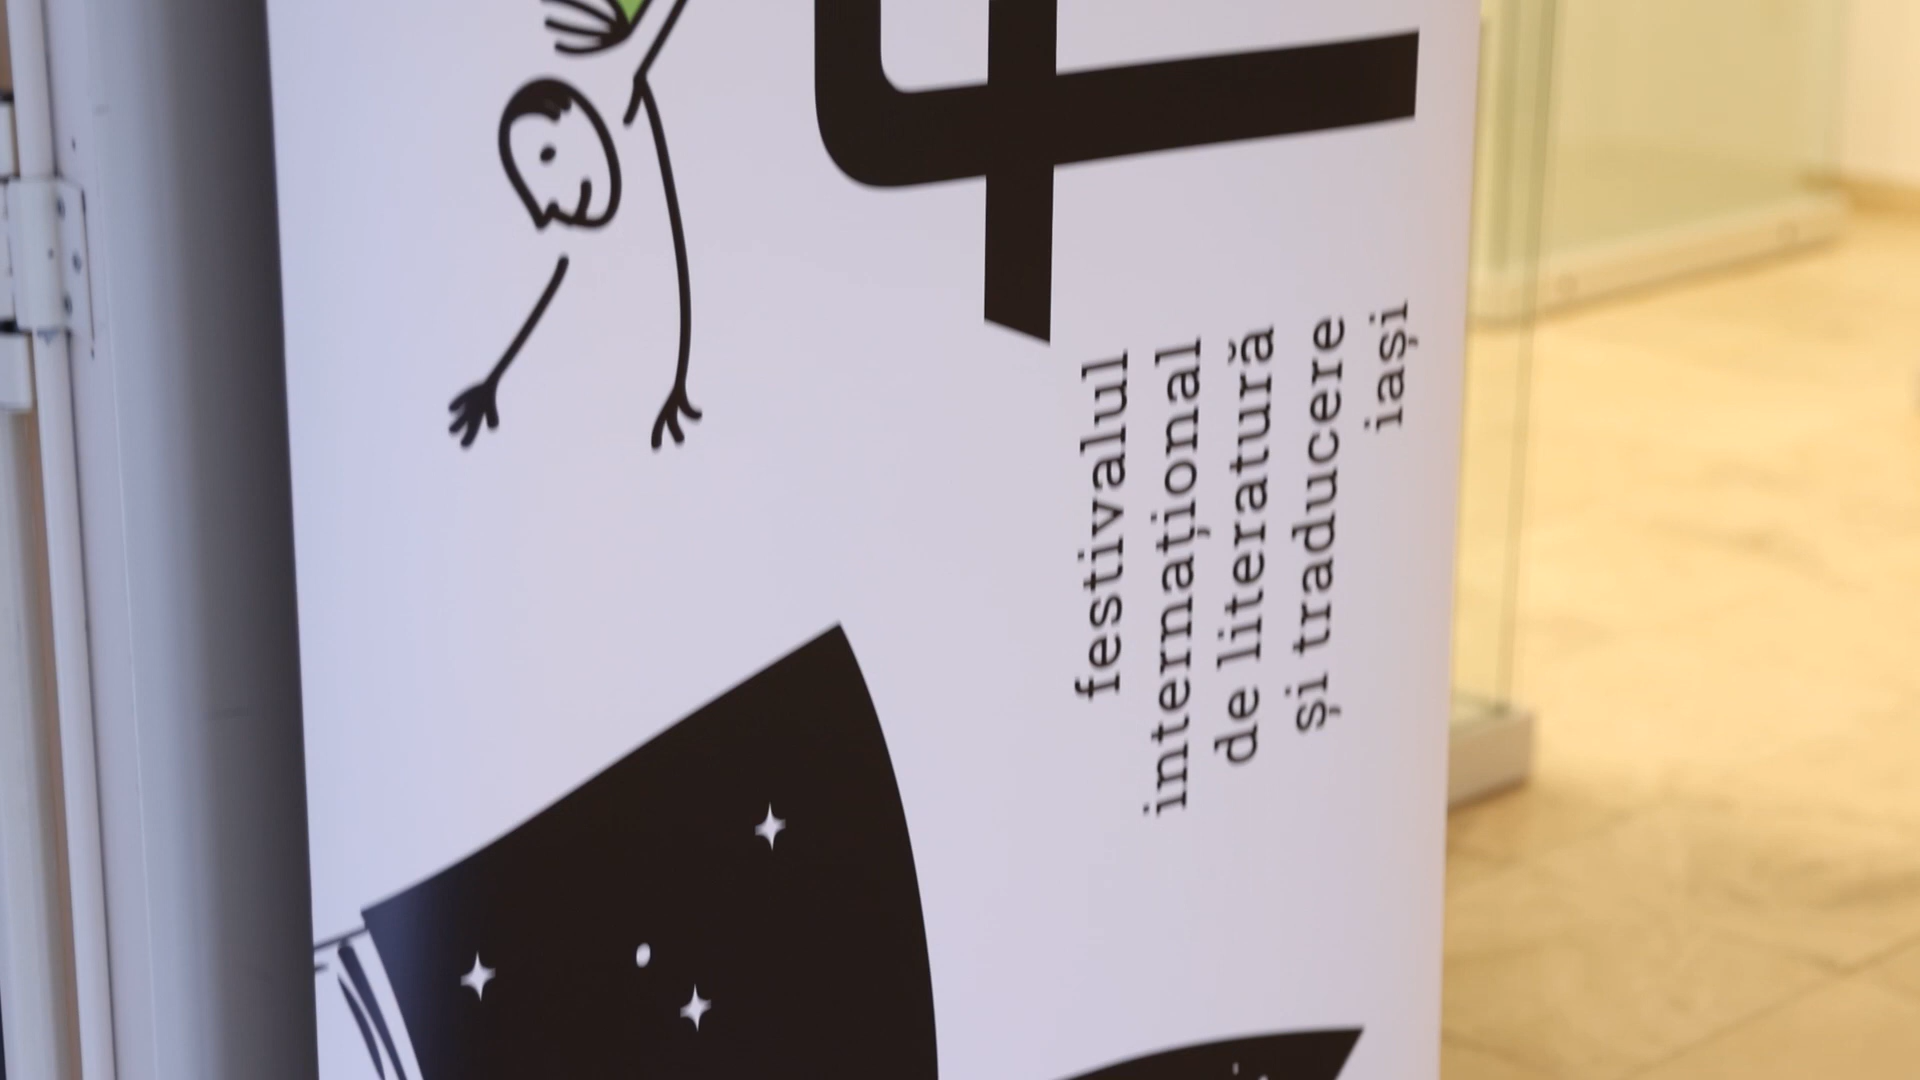 festivalul
internațional
de literatură
și traducere
iași